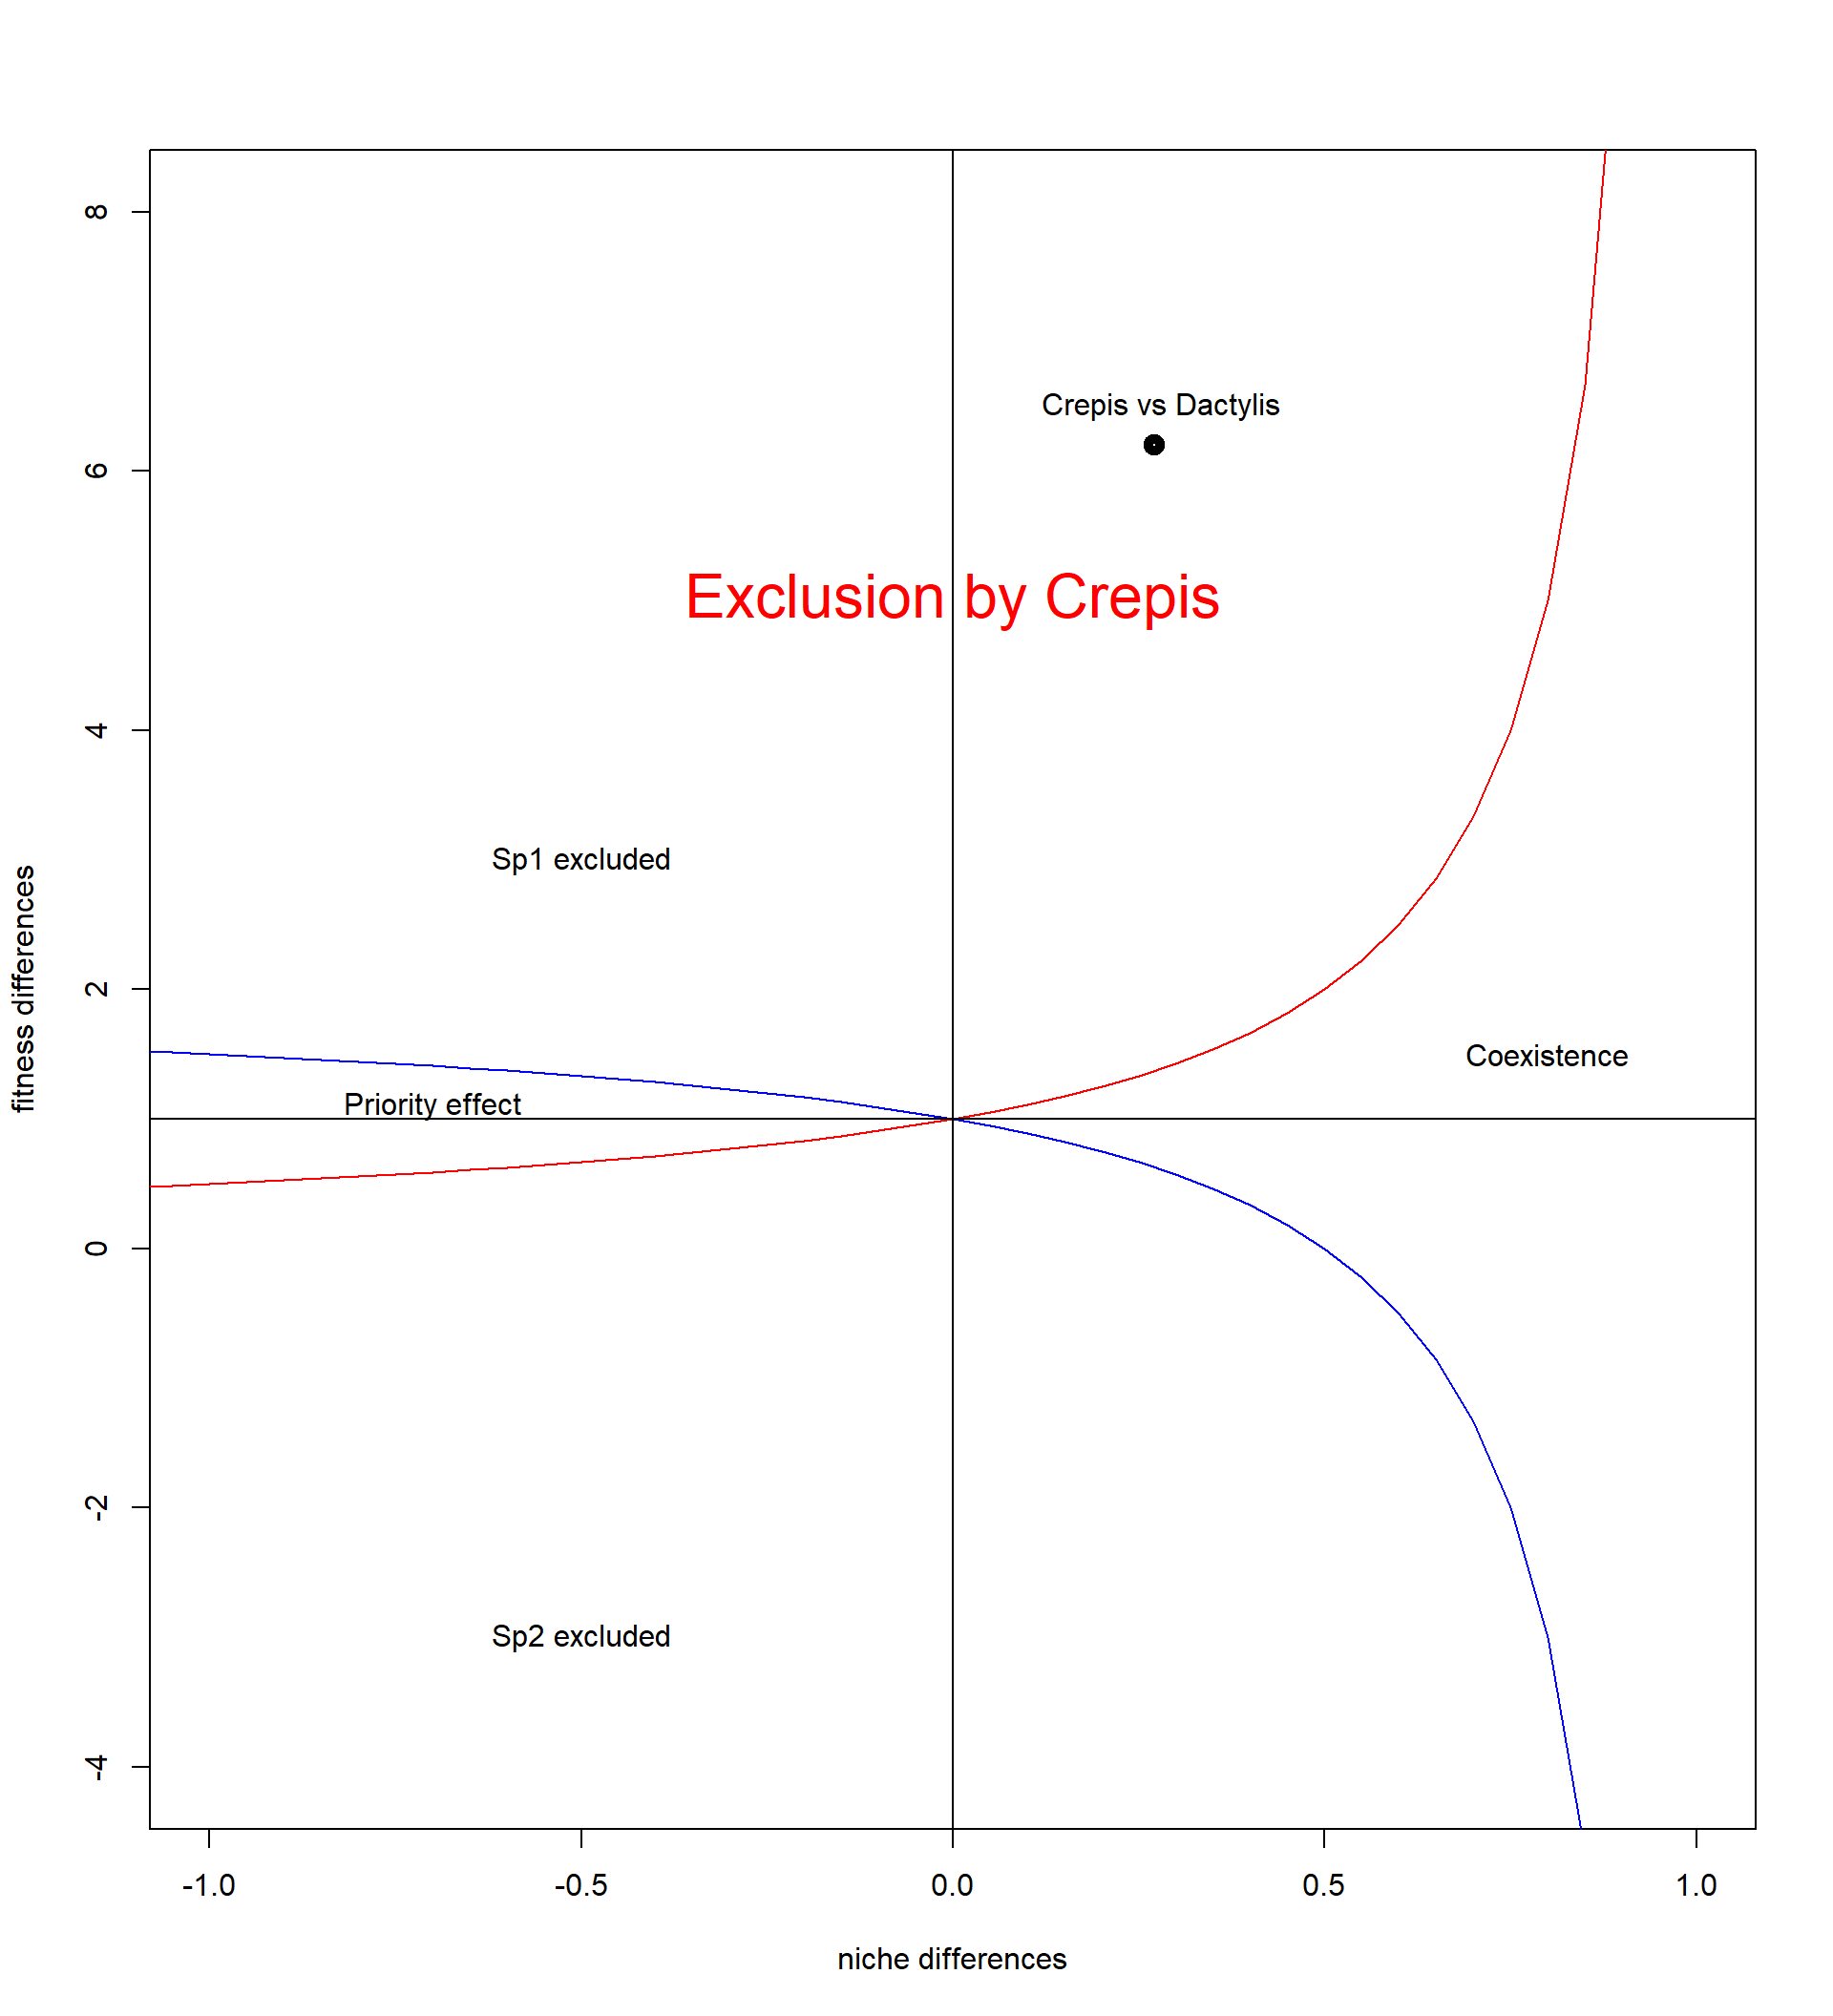 8
6
4
2
0
-2
-4
fitness differences
Crepis vs Dactylis
Exclusion by Crepis
Sp1 excluded
Coexistence
Priority effect
Sp2 excluded
-1.0
-0.5
0.0
0.5
1.0
niche differences